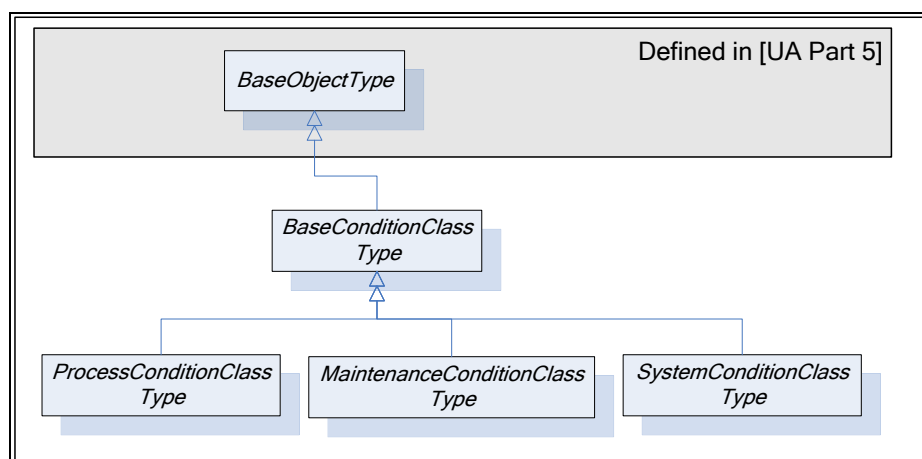 Defined in [UA Part 5]
BaseObjectType
BaseConditionClass
Type
ProcessConditionClass
Type
MaintenanceConditionClass
Type
SystemConditionClass
Type